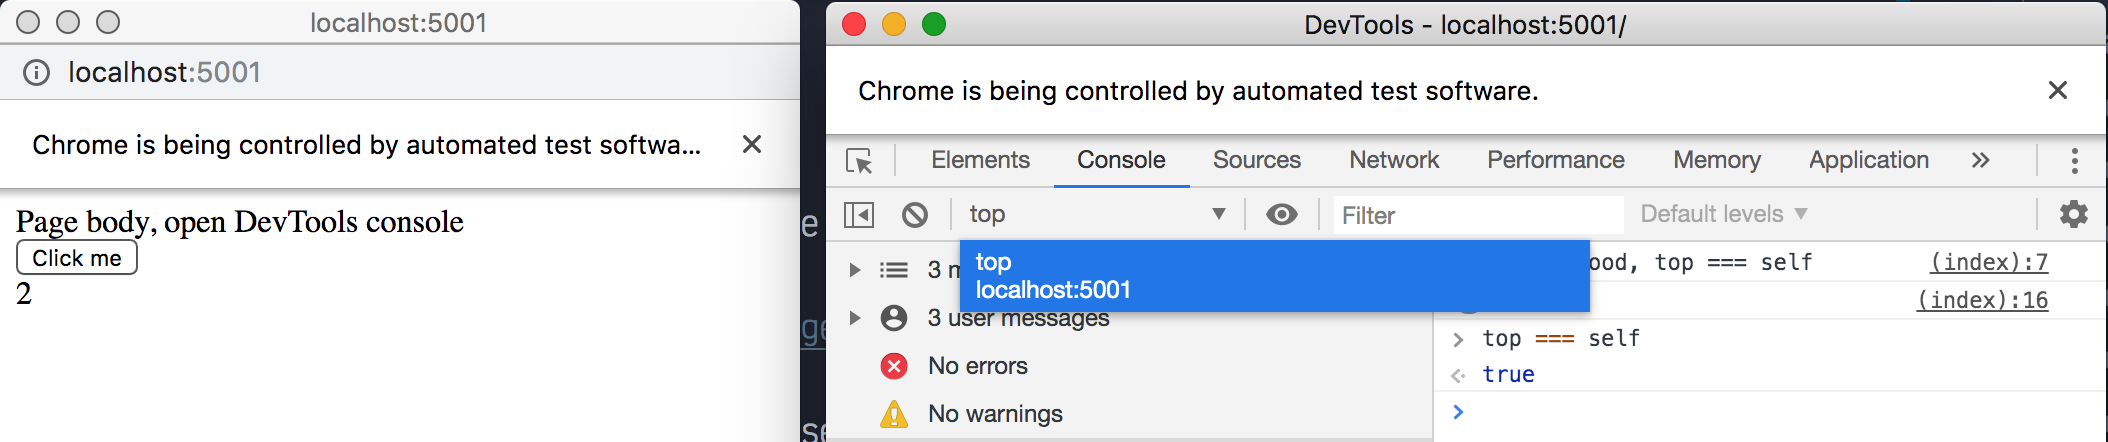 localhost:5001
localhost:5001
Chrome is being controlled by automated test softwa...
Page body, open DevTools console
Click me
2
DevTools - localhost:5001/
Chrome is being controlled by automated test software.
Elements Console Sources Network Performance Memory Application
top Filter Default levels
top
localhost:5001
3
3 user messages
No errors
No warnings
top === self (index):7
(index):16
top === self
true